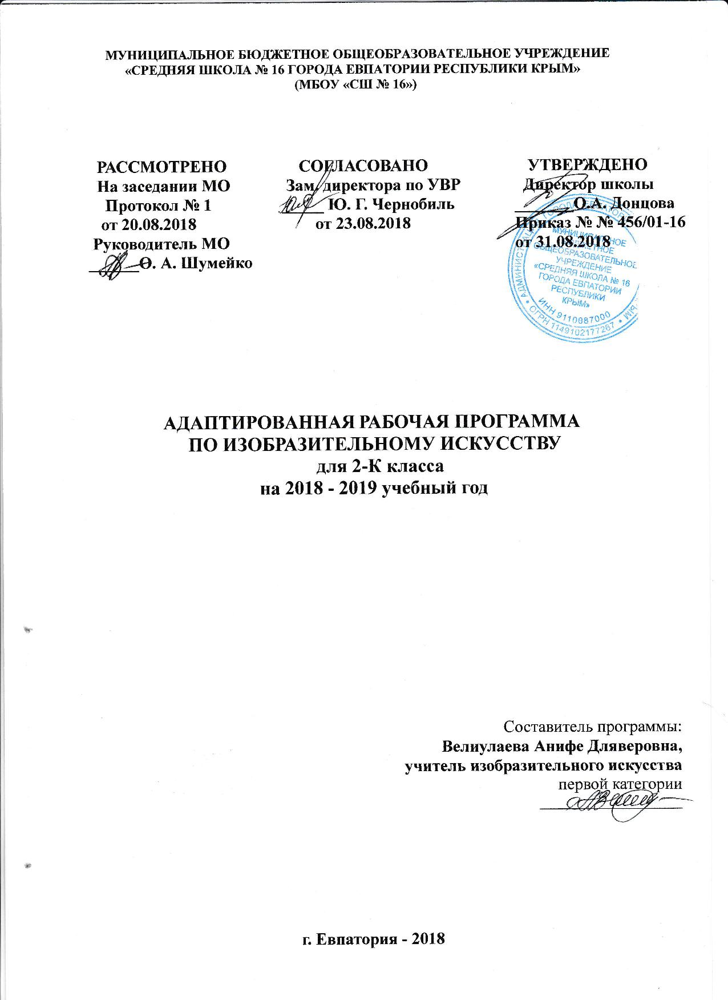 МУНИЦИПАЛЬНОЕ БЮДЖЕТНОЕ ОБЩЕОБРАЗОВАТЕЛЬНОЕ УЧРЕЖДЕНИЕ
«СРЕДНЯЯ ШКОЛА № 16 ГОРОДА ЕВПАТОРИИ РЕСПУБЛИКИ КРЫМ»
(МБОУ «СШ № 16»)
РАССМОТРЕНО
На заседании МО
Протокол № 1
от 20.08.2018
Руководитель МО
О. А. Шумейко
СОГЛАСОВАНО
Зам директора по УВР
Ю. Г. Чернобиль
от 23.08.2018
УТВЕРЖДЕНО
Директор школы
О.А. Донцова
Приказ № № 456/01-16
от 31.08.2018
МУНИЦИПАЛЬНОЕ
ОБЩЕОБРАЗОВАТЕЛЬНОЕ
УЧРЕЖДЕНИЕ
«СРЕДНЯЯ ШКОЛА № 16
ГОРОДА ЕВПАТОРИИ
РЕСПУБЛИКИ
КРЫМ»
ИНН 9110087000
ОГРН 1149102177267
АДАПТИРОВАННАЯ РАБОЧАЯ ПРОГРАММА
ПО ИЗОБРАЗИТЕЛЬНОМУ ИСКУССТВУ
для 2-К класса
на 2018 - 2019 учебный год
Составитель программы:
Велиулаева Анифе Дляверовна,
учитель изобразительного искусства
первой категории
г. Евпатория - 2018